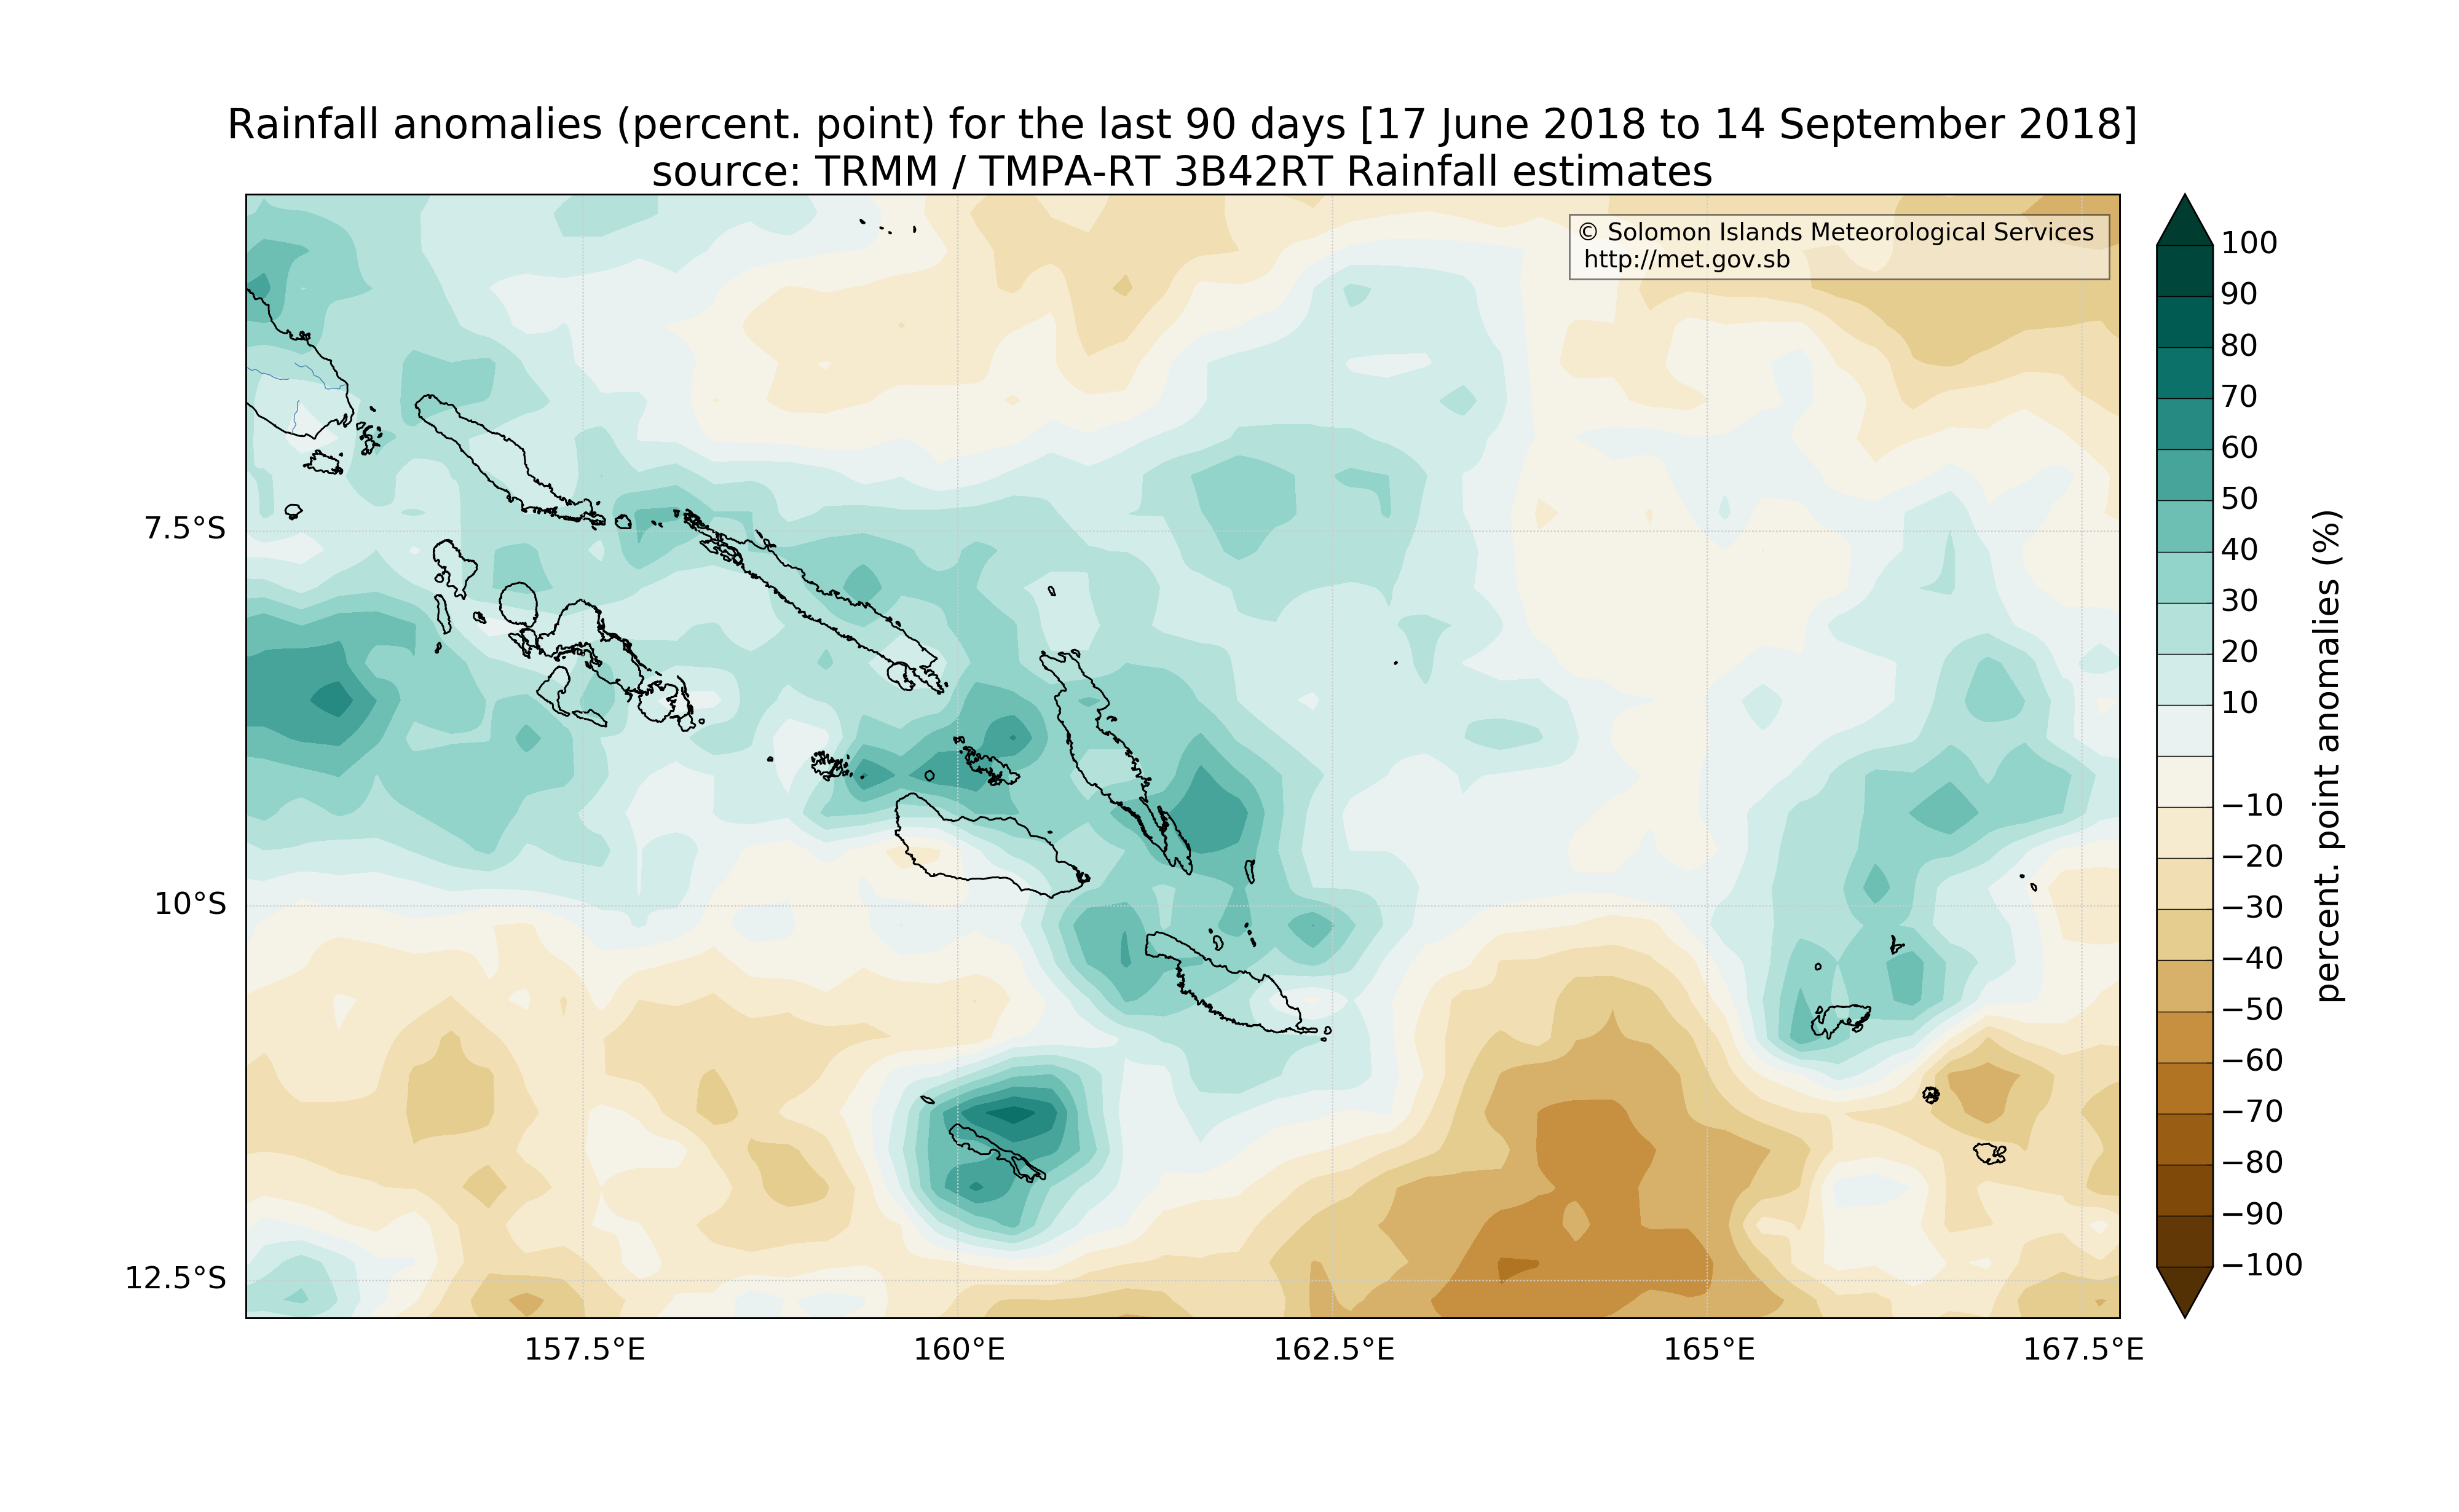 Rainfall anomalies (percent. point) for the last 90 days [17 June 2018 to 14 September 2018]
source: TRMM / TMPA-RT 3B42RT Rainfall estimates
© Solomon Islands Meteorological Services
http://met.gov.sb
7.5°S
10°S
12.5°S
157.5°E
160°E
162.5°E
165°E
167.5°E
100
90
80
70
60
50
40
30
20
10
−10
−20
−30
−40
−50
−60
−70
−80
−90
−100
percent. point anomalies (%)